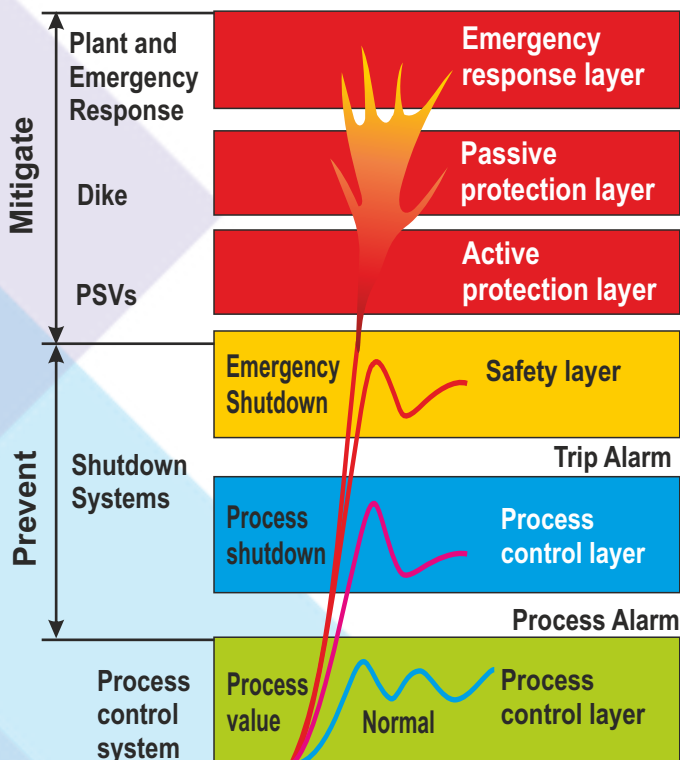 Mitigate
Plant and
Emergency
Response
Emergency
response layer
Dike
Passive
protection layer
PSVs
Active
protection layer
Prevent
Emergency
Shutdown
Safety layer
Trip Alarm
Shutdown
Systems
Process
shutdown
Process
control layer
Process Alarm
Process
control
system
Process
value
Normal
Process
control layer